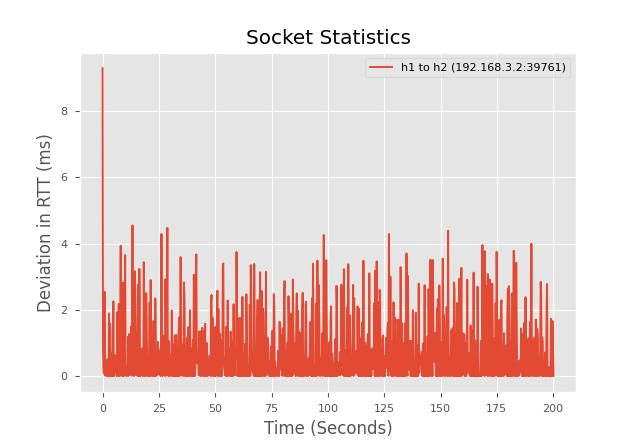 Socket Statistics
h1 to h2 (192.168.3.2:39761)
Deviation in RTT (ms)
8
6
4
2
0
0 25 50 75 100 125 150 175 200
Time (Seconds)